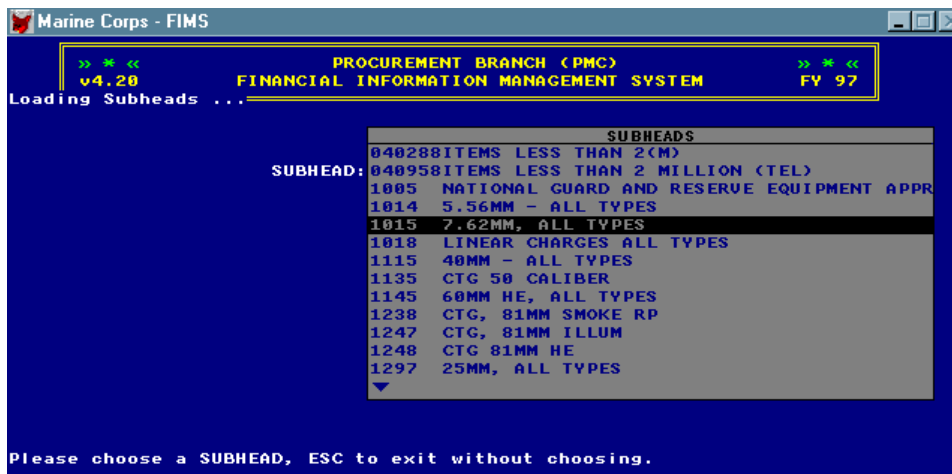 Marine Corps - FIMS
» * « PROCUREMENT BRANCH (PMC) » * «
v4.20 FINANCIAL INFORMATION MANAGEMENT SYSTEM FY 97
Loading Subheads ...
SUBHEADS
040288ITEMS LESS THAN 2(M)
SUBHEAD:040958ITEMS LESS THAN 2 MILLION (TEL)
1005 NATIONAL GUARD AND RESERVE EQUIPMENT APPR
1014 5.56MM - ALL TYPES
1015 7.62MM, ALL TYPES
1018 LINEAR CHARGES ALL TYPES
1115 40MM - ALL TYPES
1135 CTG 50 CALIBER
1145 60MM HE, ALL TYPES
1238 CTG, 81MM SMOKE RP
1247 CTG, 81MM ILLUM
1248 CTG 81MM HE
1297 25MM, ALL TYPES
Please choose a SUBHEAD, ESC to exit without choosing.